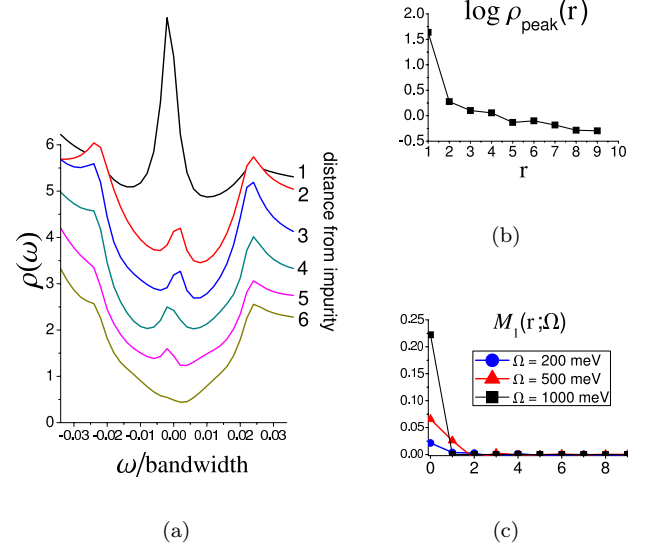 6
5
4
3
2
1
0
ρ(ω)
-0.03 -0.02 -0.01 0.00 0.01 0.02 0.03
ω/bandwidth
1
2
3
4
5
6
distance from impurity
(a)
log ρpeak(r)
2.0
1.5
1.0
0.5
0.0
-0.5
1 2 3 4 5 6 7 8 9 10
r
(b)
M1(r;Ω)
0.25
0.20
0.15
0.10
0.05
0.00
Ω = 200 meV
Ω = 500 meV
Ω = 1000 meV
0 2 4 6 8
(c)